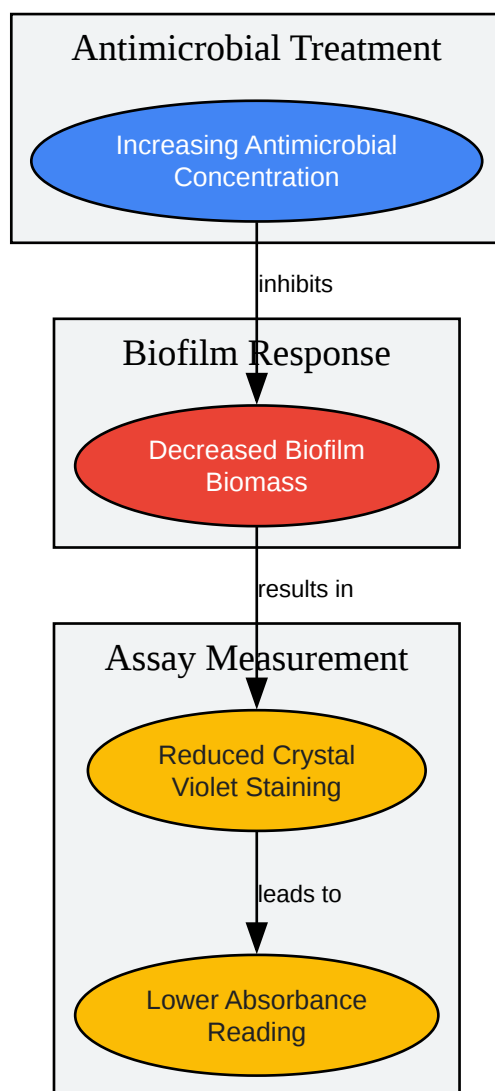 Antimicrobial Treatment
Increasing Antimicrobial
Concentration
inhibits
Biofilm Response
Decreased Biofilm
Biomass
results in
Assay Measurement
Reduced Crystal
Violet Staining
leads to
Lower Absorbance
Reading